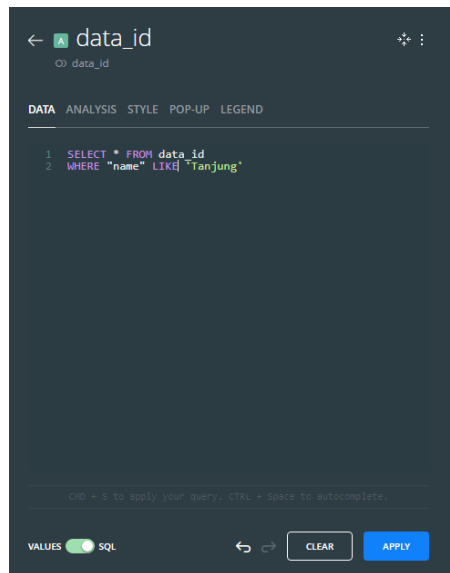 ← A data_id
data_id
DATA ANALYSIS STYLE POP-UP LEGEND
1 SELECT * FROM data_id
2 WHERE "name" LIKE 'Tanjung'
CMD + S to apply your query. CTRL + Space to autocomplete.
VALUES SQL CLEAR APPLY